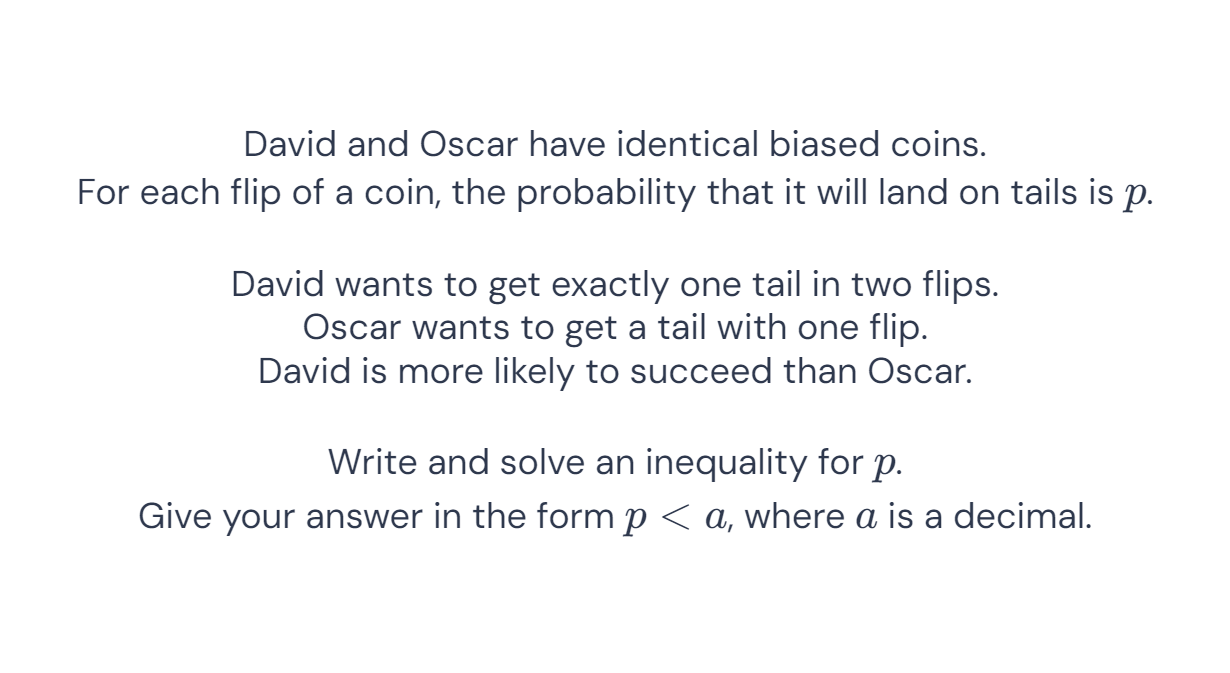 David and Oscar have identical biased coins.
For each flip of a coin, the probability that it will land on tails is p.
David wants to get exactly one tail in two flips.
Oscar wants to get a tail with one flip.
David is more likely to succeed than Oscar.
Write and solve an inequality for p.
Give your answer in the form p < a, where a is a decimal.